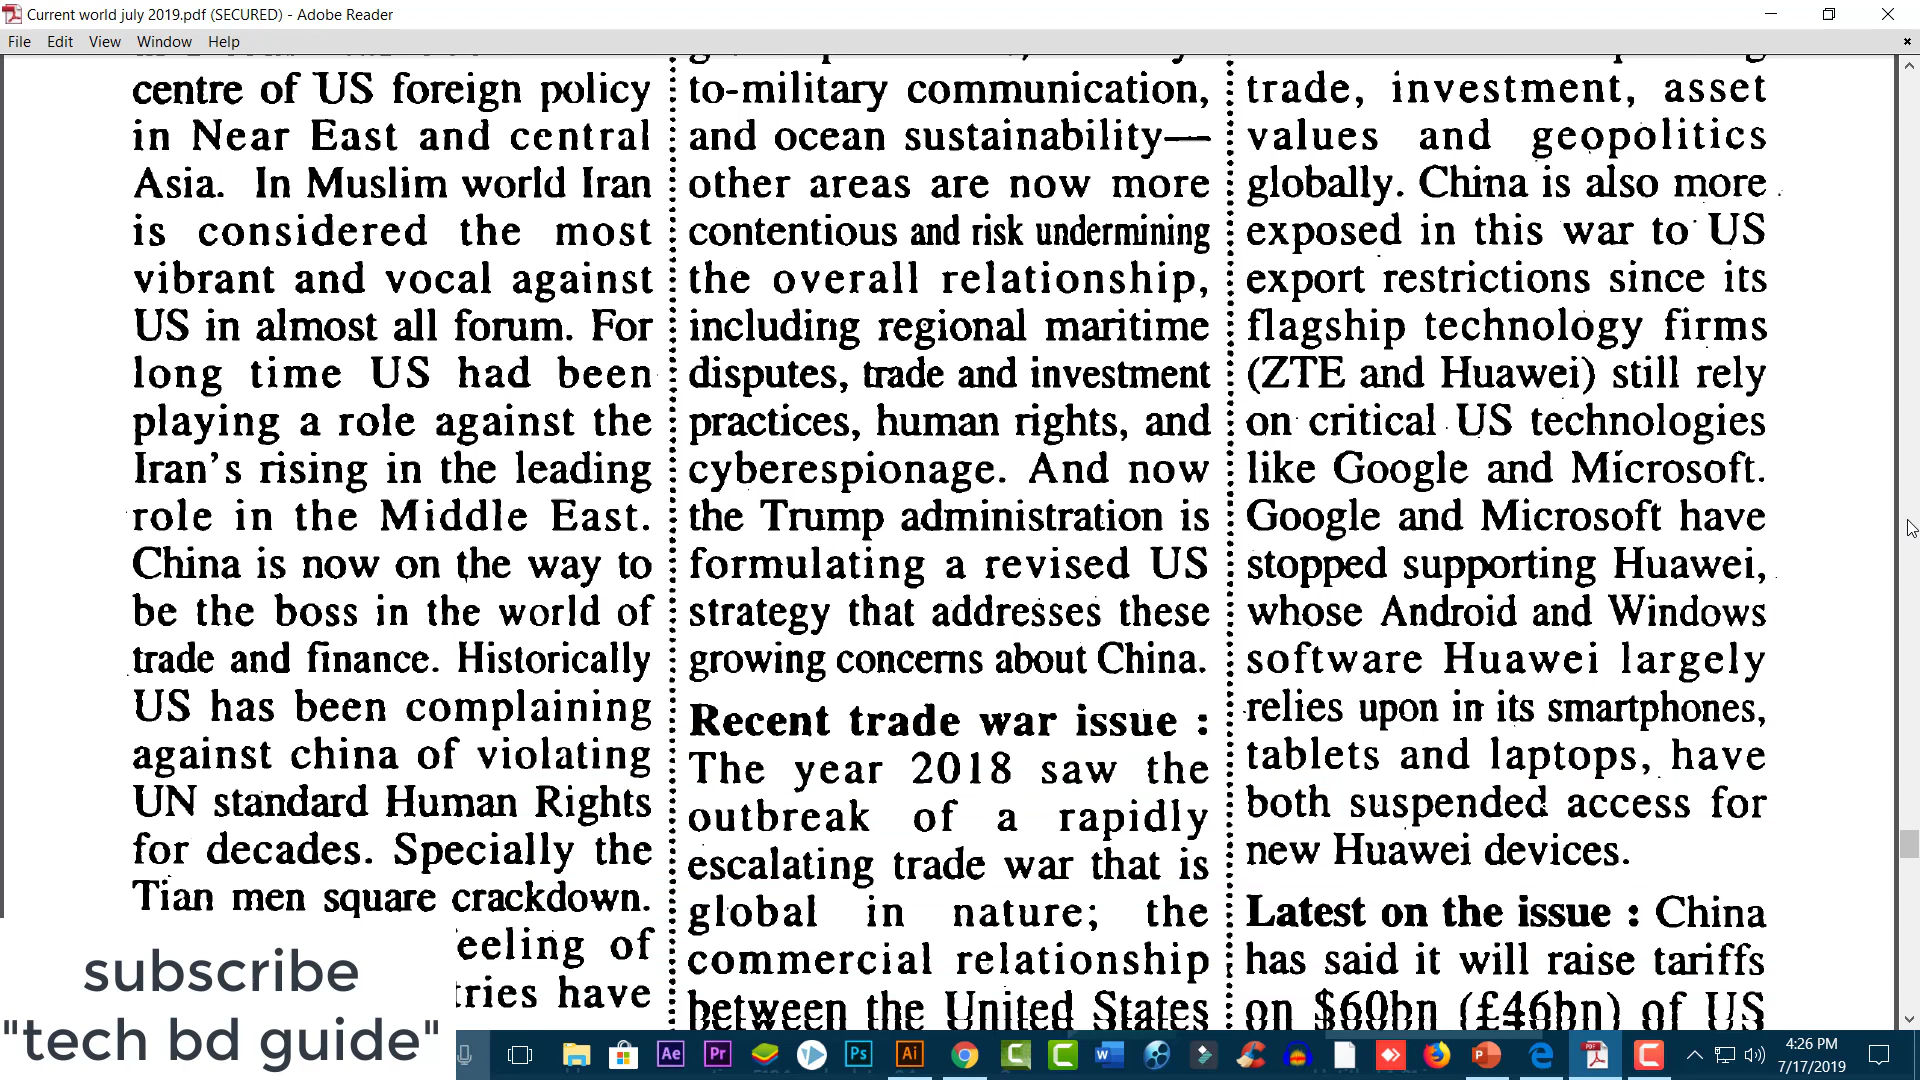 Current world july 2019.pdf (SECURED) - Adobe Reader
File Edit View Window Help
centre of US foreign policy
in Near East and central
Asia. In Muslim world Iran
is considered the most
vibrant and vocal against
US in almost all forum. For
long time US had been
playing a role against the
Iran's rising in the leading
role in the Middle East.
China is now on the way to
be the boss in the world of
trade and finance. Historically
US has been complaining
against china of violating
UN standard Human Rights
for decades. Specially the
Tian men square crackdown.
eeling of
tries have
to-military communication,
and ocean sustainability—
other areas are now more
contentious and risk undermining
the overall relationship,
including regional maritime
disputes, trade and investment
practices, human rights, and
cyberespionage. And now
the Trump administration is
formulating a revised US
strategy that addresses these
growing concerns about China.
Recent trade war issue :
The year 2018 saw the
outbreak of a rapidly
escalating trade war that is
global in nature; the
commercial relationship
between the United States
trade, investment, asset
values and geopolitics
globally. China is also more
exposed in this war to US
export restrictions since its
flagship technology firms
(ZTE and Huawei) still rely
on critical US technologies
like Google and Microsoft.
Google and Microsoft have
stopped supporting Huawei,
whose Android and Windows
software Huawei largely
relies upon in its smartphones,
tablets and laptops, have
both suspended access for
new Huawei devices.
Latest on the issue : China
has said it will raise tariffs
on $60bn (£46bn) of US
subscribe
"tech bd guide"
Ae Pr Ps Ai
4:26 PM
7/17/2019